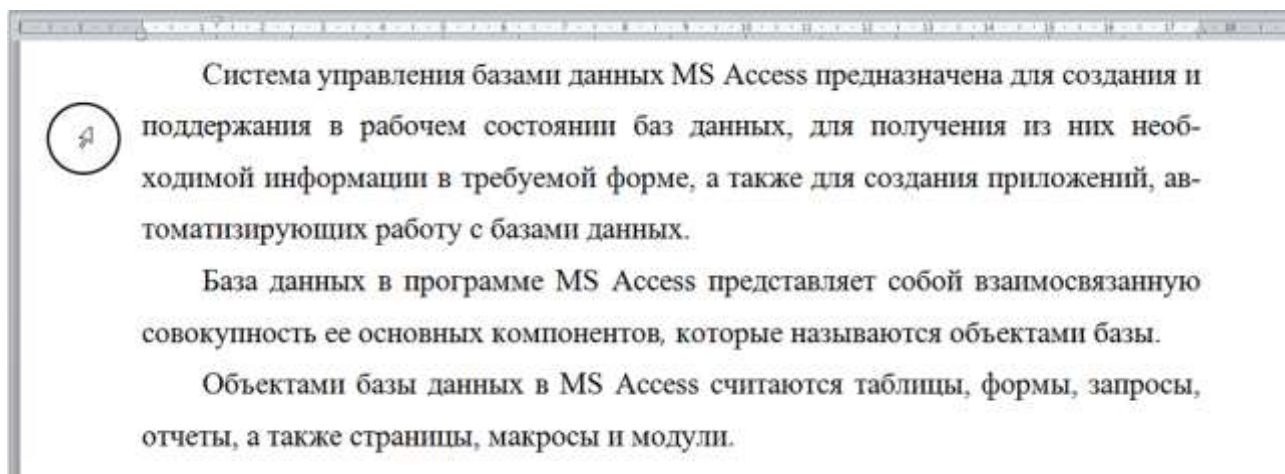 Система управления базами данных MS Access предназначена для создания и
поддержания в рабочем состоянии баз данных, для получения из них необ-
ходимой информации в требуемой форме, а также для создания приложений, ав-
томатизирующих работу с базами данных.
База данных в программе MS Access представляет собой взаимосвязанную
совокупность ее основных компонентов, которые называются объектами базы.
Объектами базы данных в MS Access считаются таблицы, формы, запросы,
отчеты, а также страницы, макросы и модули.